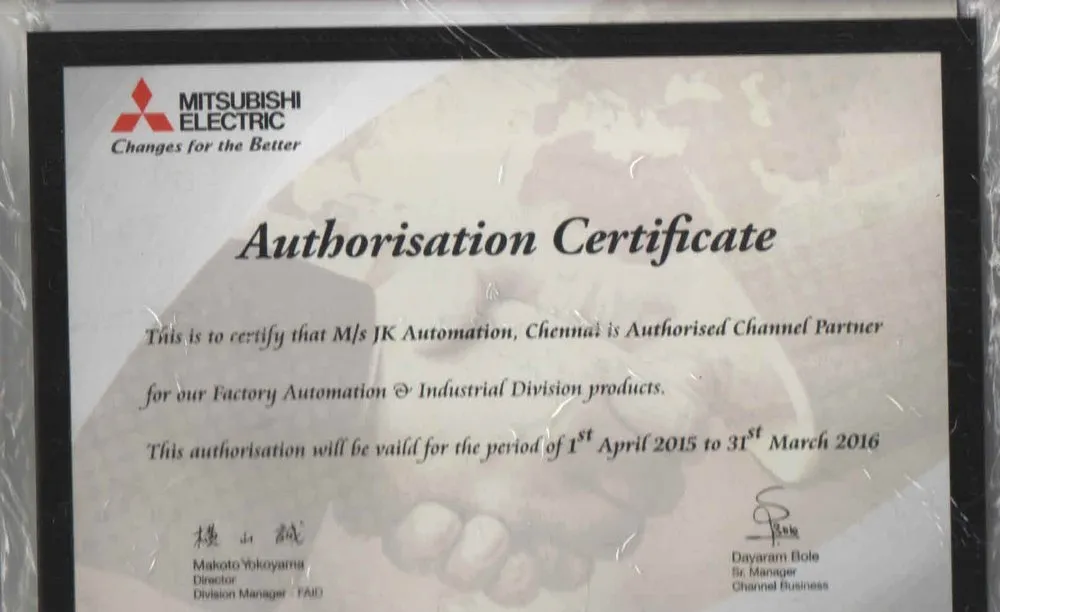 MITSUBISHI
ELECTRIC
Changes for the Better
Authorisation Certificate
This is to certify that M/s JK Automation, Chennai is Authorised Channel Partner
for our Factory Automation & Industrial Division products.
This authorisation will be vaild for the period of 1st April 2015 to 31st March 2016
横山 誠
Makoto Yokoyama
Director
Division Manager - FAID
Dayaram Bole
Sr. Manager
Channel Business